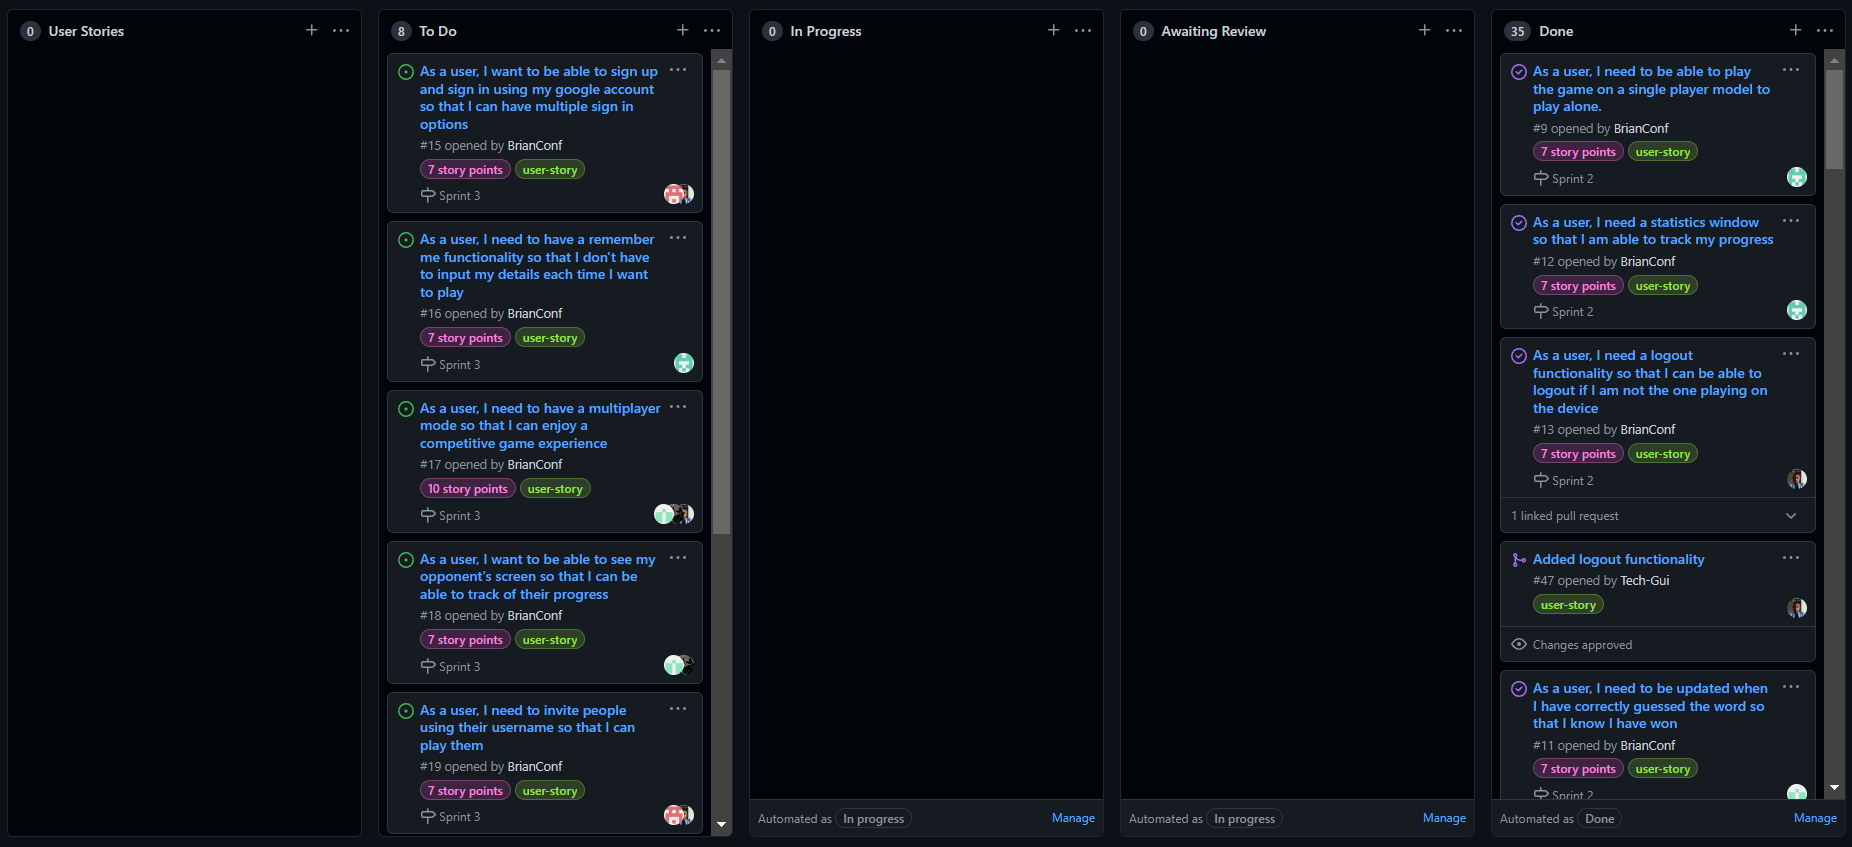 0 User Stories
8 To Do
As a user, I want to be able to sign up
and sign in using my google account
so that I can have multiple sign in
options
#15 opened by BrianConf
7 story points user-story
Sprint 3
As a user, I need to have a remember
me functionality so that I don't have
to input my details each time I want
to play
#16 opened by BrianConf
7 story points user-story
Sprint 3
As a user, I need to have a multiplayer
mode so that I can enjoy a
competitive game experience
#17 opened by BrianConf
10 story points user-story
Sprint 3
As a user, I want to be able to see my
opponent's screen so that I can be
able to track of their progress
#18 opened by BrianConf
7 story points user-story
Sprint 3
As a user, I need to invite people
using their username so that I can
play them
#19 opened by BrianConf
7 story points user-story
Sprint 3
0 In Progress
Automated as In progress Manage
0 Awaiting Review
Automated as In progress Manage
35 Done
As a user, I need to be able to play
the game on a single player model to
play alone.
#9 opened by BrianConf
7 story points user-story
Sprint 2
As a user, I need a statistics window
so that I am able to track my progress
#12 opened by BrianConf
7 story points user-story
Sprint 2
As a user, I need a logout
functionality so that I can be able to
logout if I am not the one playing on
the device
#13 opened by BrianConf
7 story points user-story
Sprint 2
1 linked pull request
Added logout functionality
#47 opened by Tech-Gui
user-story
Changes approved
As a user, I need to be updated when
I have correctly guessed the word so
that I know I have won
#11 opened by BrianConf
7 story points user-story
Sprint 2
Automated as Done Manage